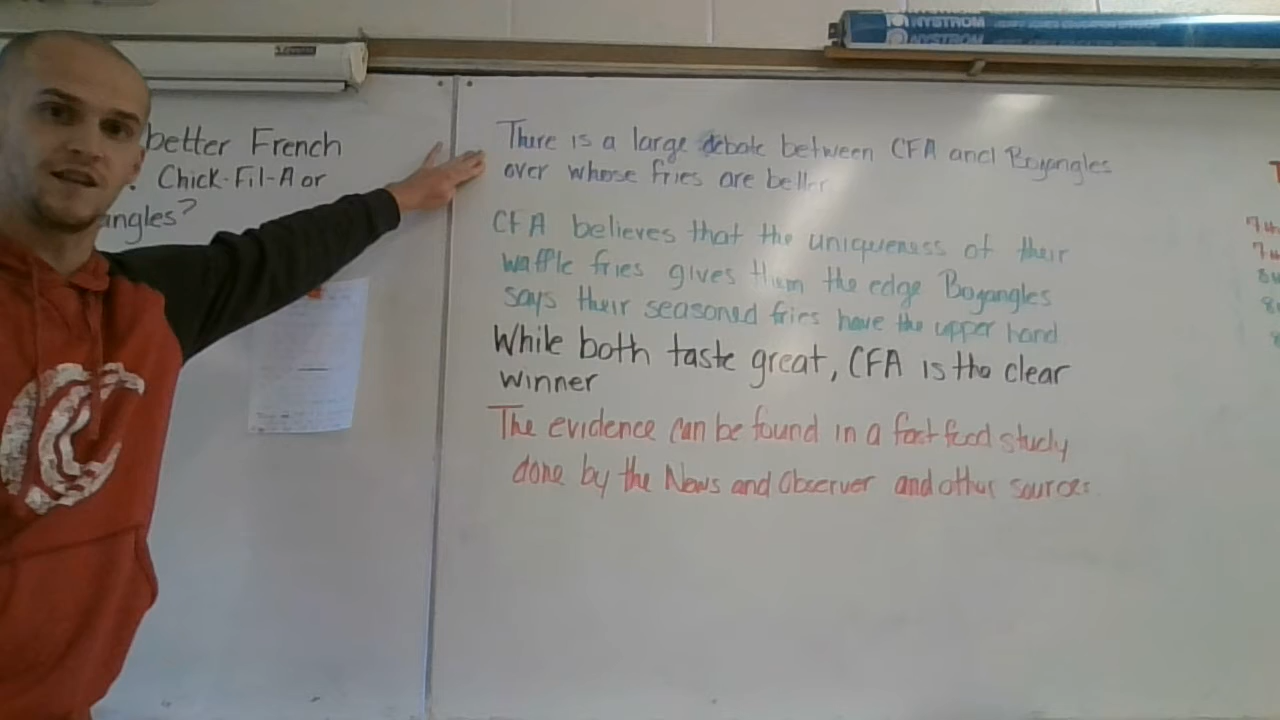 NYSTROM
NYSTROM
better French
Chick-Fil-A or
angles?
There is a large debate between CFA and Bojangles
over whose fries are better
CFA believes that the uniqueness of their
waffle fries gives them the edge Bojangles
says their seasoned fries have the upper hand
While both taste great, CFA is the clear
winner
The evidence can be found in a fast food study
done by the News and Observer and other sources
C
T
7th
7th